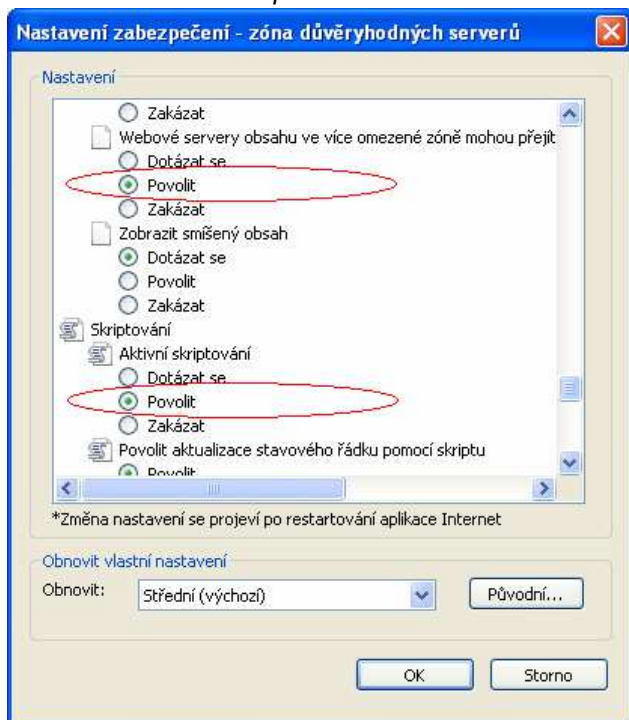 Nastavení zabezpečení - zóna důvěryhodných serverů
Nastavení
Zakázat
Webové servery obsahu ve více omezené zóně mohou přejít
Dotázat se
Povolit
Zakázat
Zobrazit smíšený obsah
Dotázat se
Povolit
Zakázat
Skriptování
Aktivní skriptování
Dotázat se
Povolit
Zakázat
Povolit aktualizace stavového řádku pomocí skriptu
Povolit
*Změna nastavení se projeví po restartování aplikace Internet
Obnovit vlastní nastavení
Obnovit: Střední (výchozí) Původní...
OK Storno